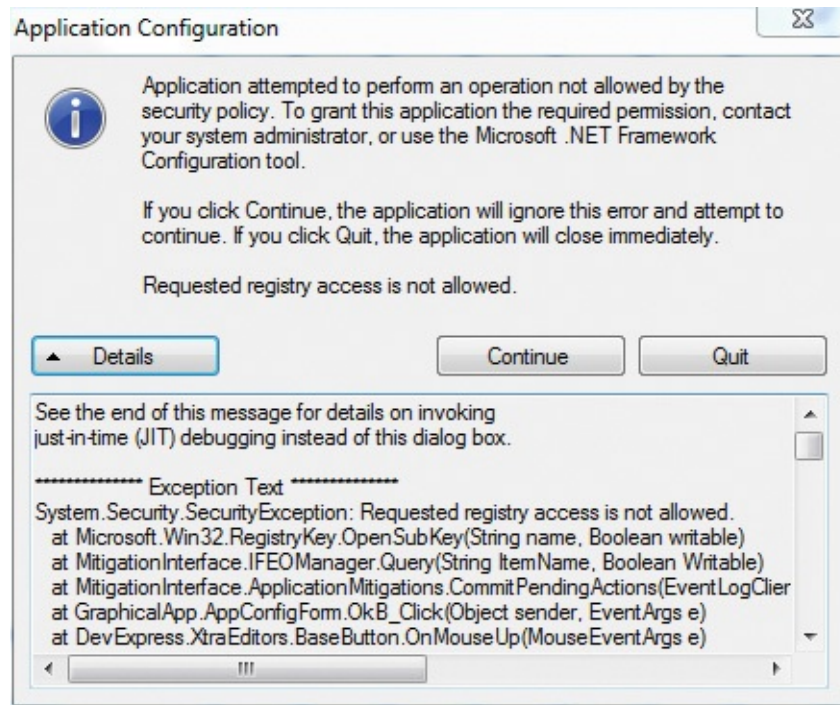 Application Configuration
Application attempted to perform an operation not allowed by the
security policy. To grant this application the required permission, contact
your system administrator, or use the Microsoft .NET Framework
Configuration tool.
If you click Continue, the application will ignore this error and attempt to
continue. If you click Quit, the application will close immediately.
Requested registry access is not allowed.
Details
Continue
Quit
See the end of this message for details on invoking
just-in-time (JIT) debugging instead of this dialog box.
************** Exception Text **************
System.Security.SecurityException: Requested registry access is not allowed.
at Microsoft.Win32.RegistryKey.OpenSubKey(String name, Boolean writable)
at MitigationInterface.IFEOManager.Query(String ItemName, Boolean Writable)
at MitigationInterface.ApplicationMitigations.CommitPendingActions(EventLogClier
at GraphicalApp.AppConfigForm.OkB_Click(Object sender, EventArgs e)
at DevExpress.XtraEditors.BaseButton.OnMouseUp(MouseEventArgs e)